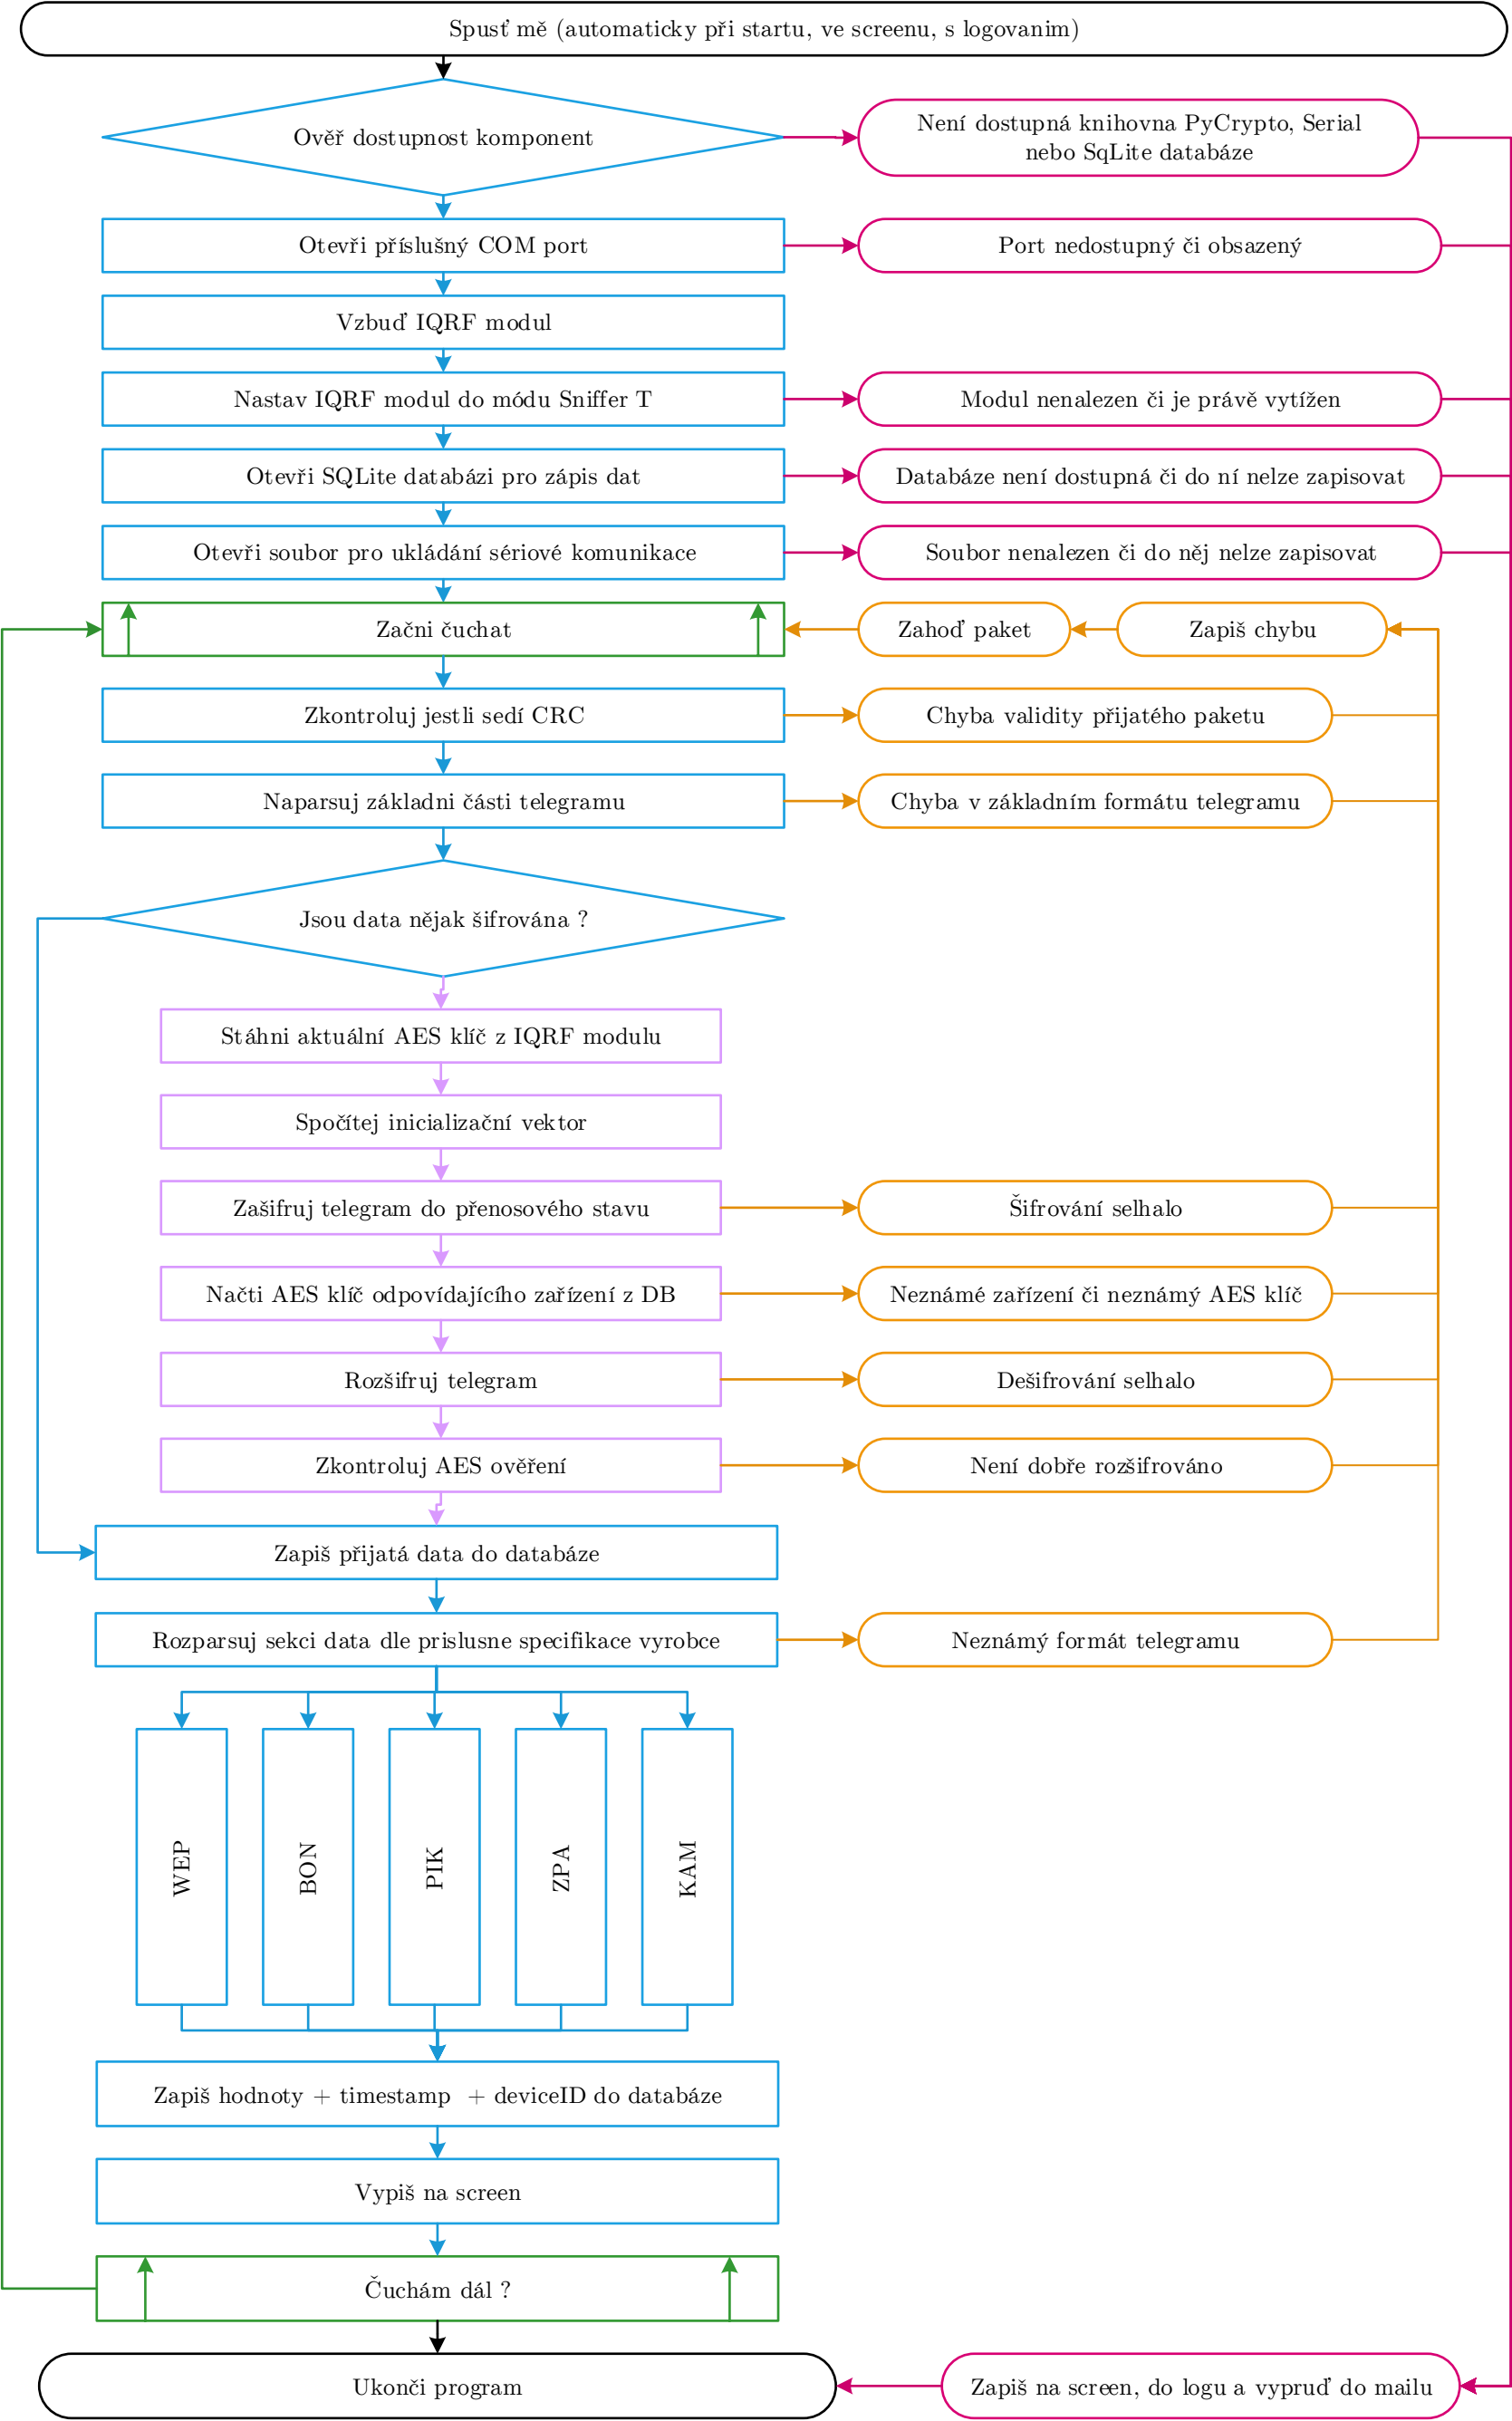 Spusť mě (automaticky při startu, ve screenu, s logovanim)
Ověř dostupnost komponent
Není dostupná knihovna PyCrypto, Serial
nebo SqLite databáze
Otevři příslušný COM port
Port nedostupný či obsazený
Vzbuď IQRF modul
Nastav IQRF modul do módu Sniffer T
Modul nenalezen či je právě vytížen
Otevři SQLite databázi pro zápis dat
Databáze není dostupná či do ní nelze zapisovat
Otevři soubor pro ukládání sériové komunikace
Soubor nenalezen či do něj nelze zapisovat
Začni čuchat
Zahoď paket
Zapiš chybu
Zkontroluj jestli sedí CRC
Chyba validity přijatého paketu
Naparsuj základni části telegramu
Chyba v základním formátu telegramu
Jsou data nějak šifrována ?
Stáhni aktuální AES klíč z IQRF modulu
Spočítej inicializační vektor
Zašifruj telegram do přenosového stavu
Šifrování selhalo
Načti AES klíč odpovídajícího zařízení z DB
Neznámé zařízení či neznámý AES klíč
Rozšifruj telegram
Dešifrování selhalo
Zkontroluj AES ověření
Není dobře rozšifrováno
Zapiš přijatá data do databáze
Rozparsuj sekci data dle prislusne specifikace vyrobce
Neznámý formát telegramu
WEP
BON
PIK
ZPA
KAM
Zapiš hodnoty + timestamp + deviceID do databáze
Vypiš na screen
Čuchám dál ?
Ukonči program
Zapiš na screen, do logu a vypruď do mailu